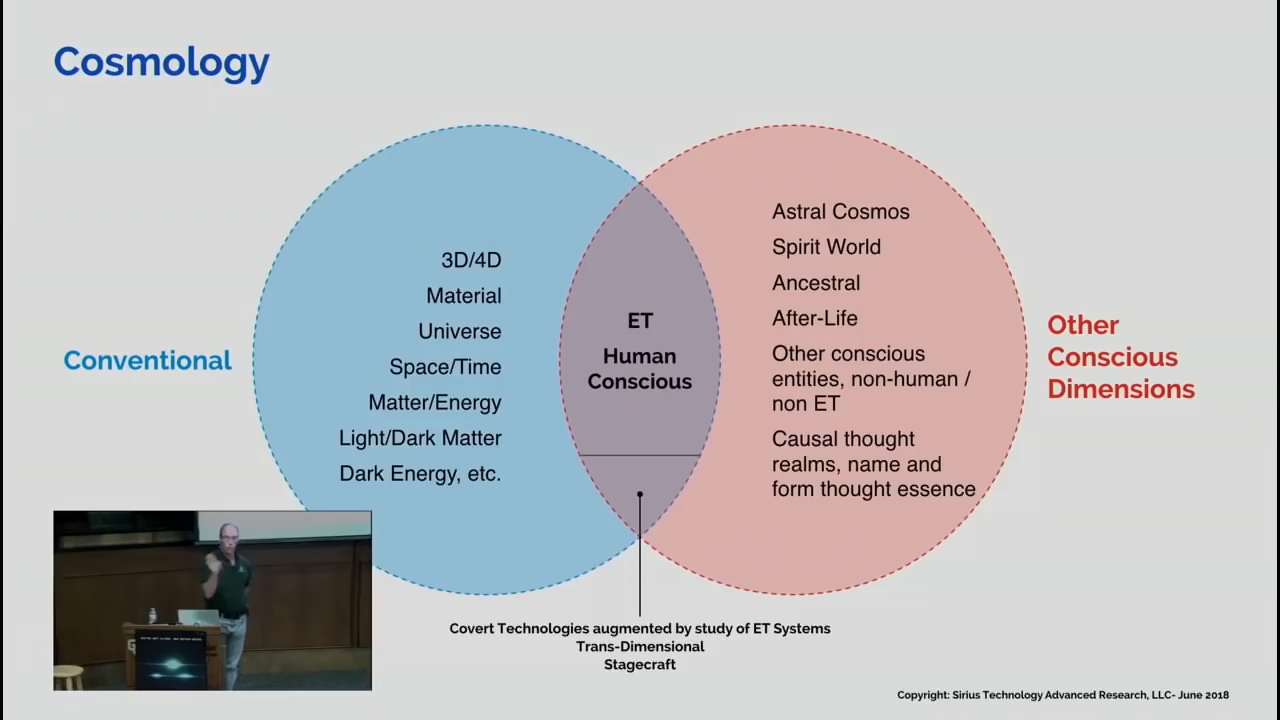 Cosmology
Conventional
3D/4D
Material
Universe
Space/Time
Matter/Energy
Light/Dark Matter
Dark Energy, etc.
ET
Human
Conscious
Astral Cosmos
Spirit World
Ancestral
After-Life
Other conscious
entities, non-human /
non ET
Causal thought
realms, name and
form thought essence
Other
Conscious
Dimensions
Covert Technologies augmented by study of ET Systems
Trans-Dimensional
Stagecraft
Copyright: Sirius Technology Advanced Research, LLC- June 2018